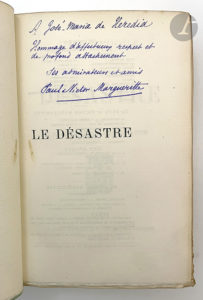 A José Maria de Heredia
Hommage d'affectueux respect et
de profond attachement
Ses admirateurs et amis
Paul Victor Margueritte
LE DÉSASTRE